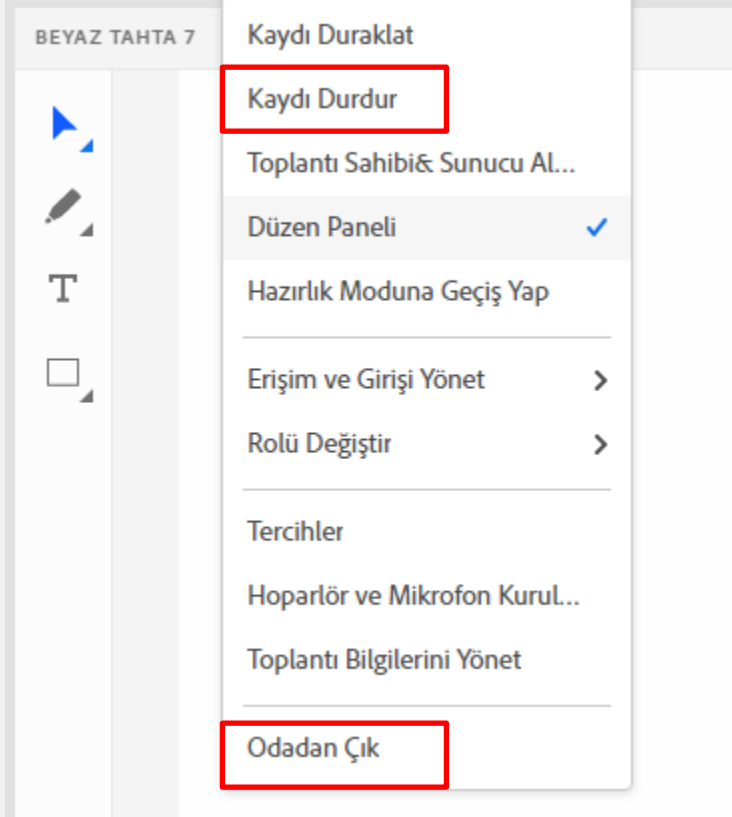 BEYAZ TAHTA 7
Kaydı Duraklat
Kaydı Durdur
Toplantı Sahibi& Sunucu Al...
Düzen Paneli
Hazırlık Moduna Geçiş Yap
Erişim ve Girişi Yönet
Rolü Değiştir
Tercihler
Hoparlör ve Mikrofon Kurul...
Toplantı Bilgilerini Yönet
Odadan Çık
T